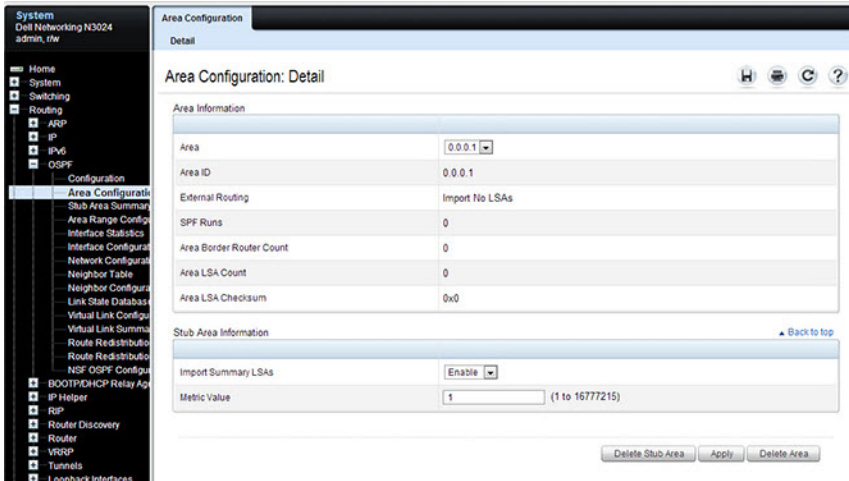 System
Dell Networking N3024
admin, r/w
Home
System
Switching
Routing
ARP
IP
IPv6
OSPF
Configuration
Area Configurati
Stub Area Summary
Area Range Configu
Interface Statistics
Interface Configurat
Network Configurati
Neighbor Table
Neighbor Configura
Link State Database
Virtual Link Configu
Virtual Link Summa
Route Redistributio
Route Redistributio
NSF OSPF Configur
BOOTP/DHCP Relay Age
IP Helper
RIP
Router Discovery
Router
VRRP
Tunnels
Loopback Interfaces
Area Configuration
Detail
Area Configuration: Detail
Area Information
Area 0.0.0.1
Area ID 0.0.0.1
External Routing Import No LSAs
SPF Runs 0
Area Border Router Count 0
Area LSA Count 0
Area LSA Checksum 0x0
Stub Area Information Back to top
Import Summary LSAs Enable
Metric Value 1 (1 to 16777215)
Delete Stub Area Apply Delete Area